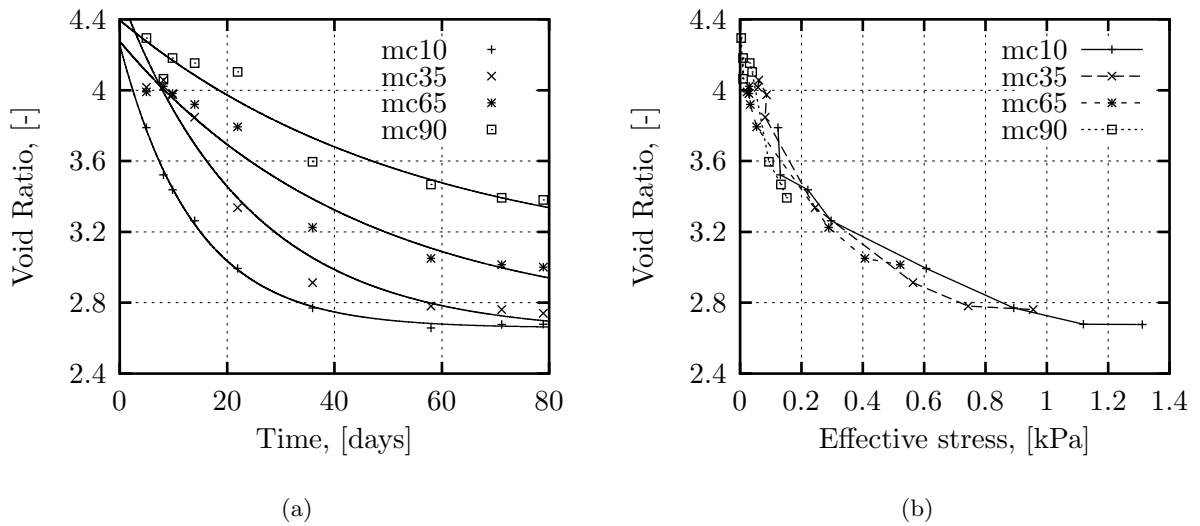 4.4
4
3.6
3.2
2.8
2.4
Void Ratio, [-]
0 20 40 60 80
Time, [days]
mc10
mc35
mc65
mc90
(a)
4.4
4
3.6
3.2
2.8
2.4
Void Ratio, [-]
0 0.2 0.4 0.6 0.8 1 1.2 1.4
Effective stress, [kPa]
mc10
mc35
mc65
mc90
(b)